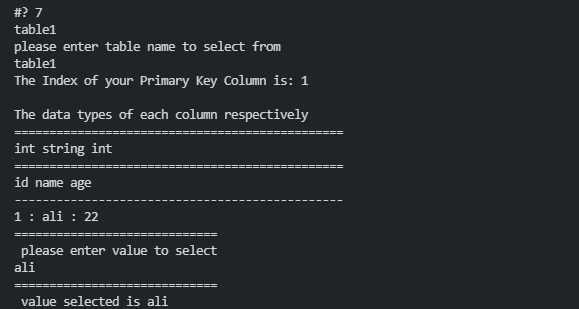 #? 7
table1
please enter table name to select from
table1
The Index of your Primary Key Column is: 1
The data types of each column respectively
===============================================
int string int
===============================================
id name age
-----------------------------------------------
1 : ali : 22
=============================
please enter value to select
ali
=============================
value selected is ali